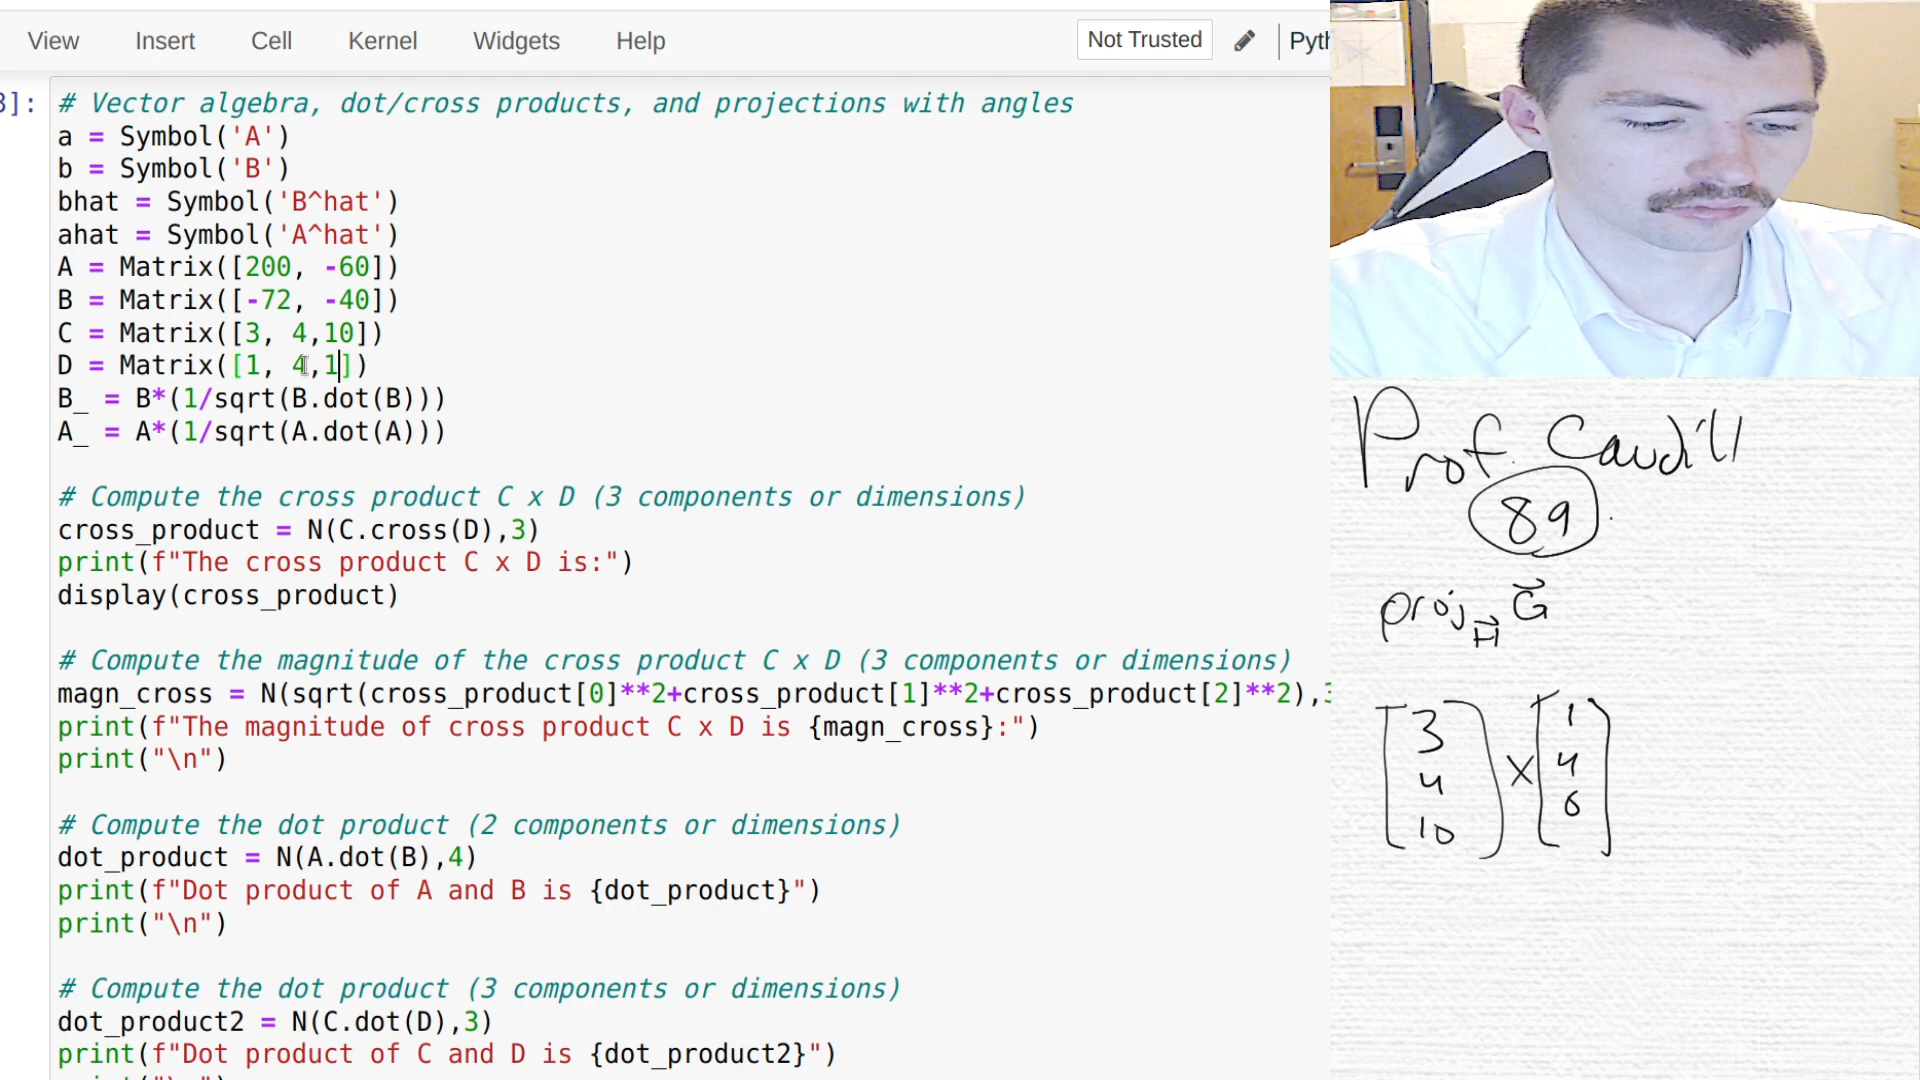 View Insert Cell Kernel Widgets Help Not Trusted Pyth
3]:
# Vector algebra, dot/cross products, and projections with angles
a = Symbol('A')
b = Symbol('B')
bhat = Symbol('B^hat')
ahat = Symbol('A^hat')
A = Matrix([200, -60])
B = Matrix([-72, -40])
C = Matrix([3, 4,10])
D = Matrix([1, 4,1])
B_ = B*(1/sqrt(B.dot(B)))
A_ = A*(1/sqrt(A.dot(A)))
# Compute the cross product C x D (3 components or dimensions)
cross_product = N(C.cross(D),3)
print(f"The cross product C x D is:")
display(cross_product)
# Compute the magnitude of the cross product C x D (3 components or dimensions)
magn_cross = N(sqrt(cross_product[0]**2+cross_product[1]**2+cross_product[2]**2),3
print(f"The magnitude of cross product C x D is {magn_cross}:")
print("\n")
# Compute the dot product (2 components or dimensions)
dot_product = N(A.dot(B),4)
print(f"Dot product of A and B is {dot_product}")
print("\n")
# Compute the dot product (3 components or dimensions)
dot_product2 = N(C.dot(D),3)
print(f"Dot product of C and D is {dot_product2}")
Prof. Caudill
89
proj H G
3 1
4 × 4
10 6